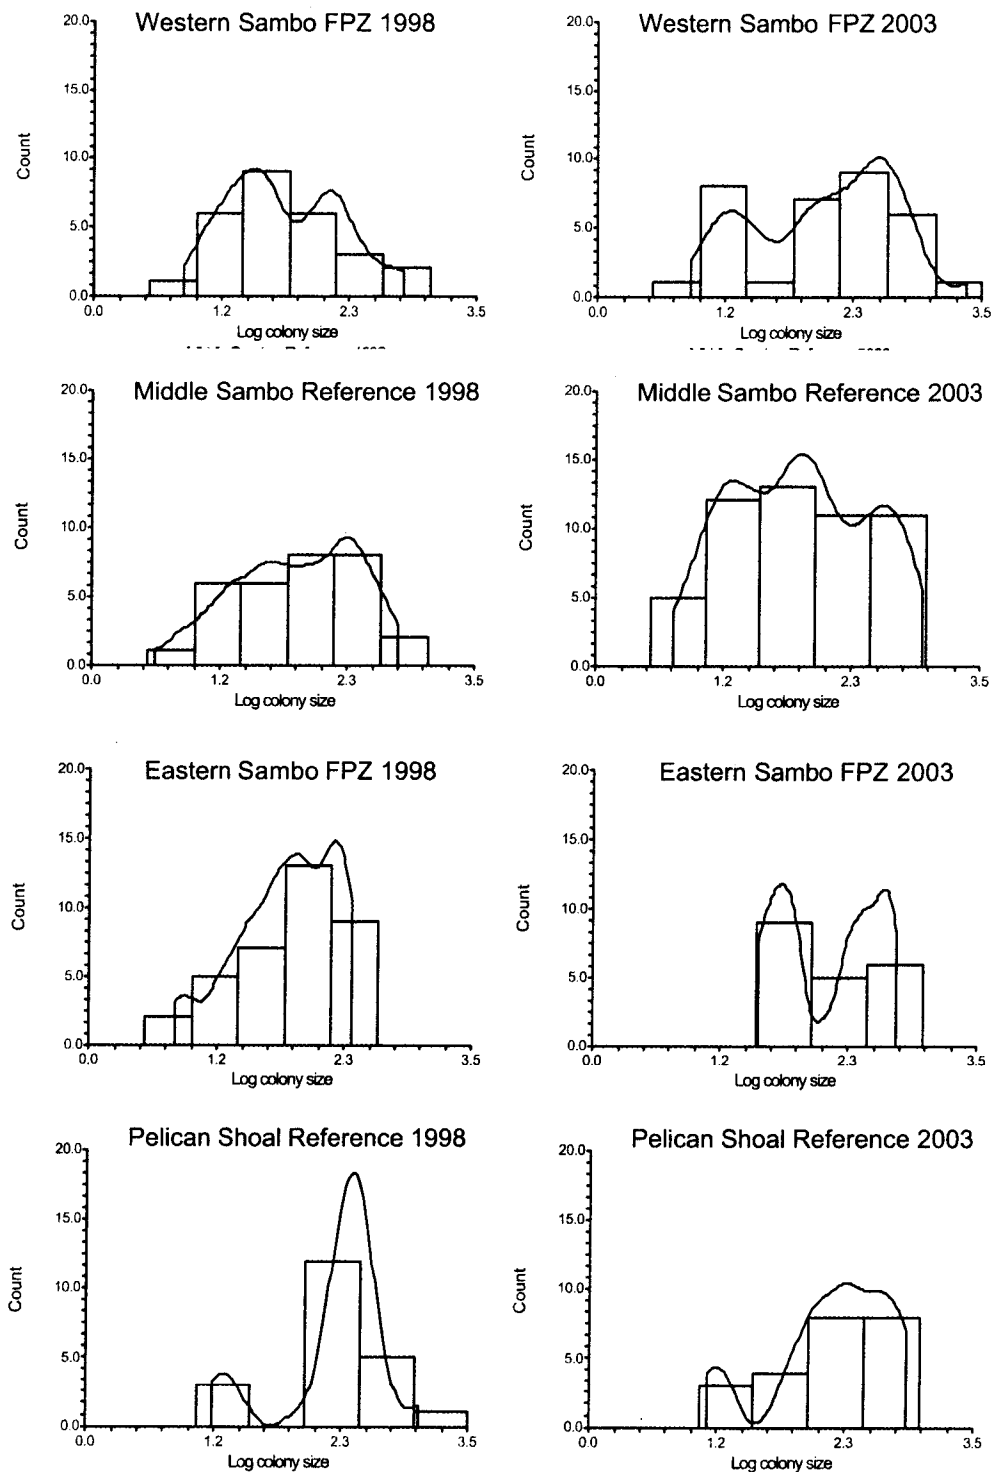 Western Sambo FPZ 1998
20.0
15.0
10.0
5.0
0.0
Count
0.0 1.2 2.3 3.5
Log colony size
Western Sambo FPZ 2003
20.0
15.0
10.0
5.0
0.0
Count
0.0 1.2 2.3 3.5
Log colony size
Middle Sambo Reference 1998
20.0
15.0
10.0
5.0
0.0
Count
0.0 1.2 2.3 3.5
Log colony size
Middle Sambo Reference 2003
20.0
15.0
10.0
5.0
0.0
Count
0.0 1.2 2.3 3.5
Log colony size
Eastern Sambo FPZ 1998
20.0
15.0
10.0
5.0
0.0
Count
0.0 1.2 2.3 3.5
Log colony size
Eastern Sambo FPZ 2003
20.0
15.0
10.0
5.0
0.0
Count
0.0 1.2 2.3 3.5
Log colony size
Pelican Shoal Reference 1998
20.0
15.0
10.0
5.0
0.0
Count
0.0 1.2 2.3 3.5
Log colony size
Pelican Shoal Reference 2003
20.0
15.0
10.0
5.0
0.0
Count
0.0 1.2 2.3 3.5
Log colony size